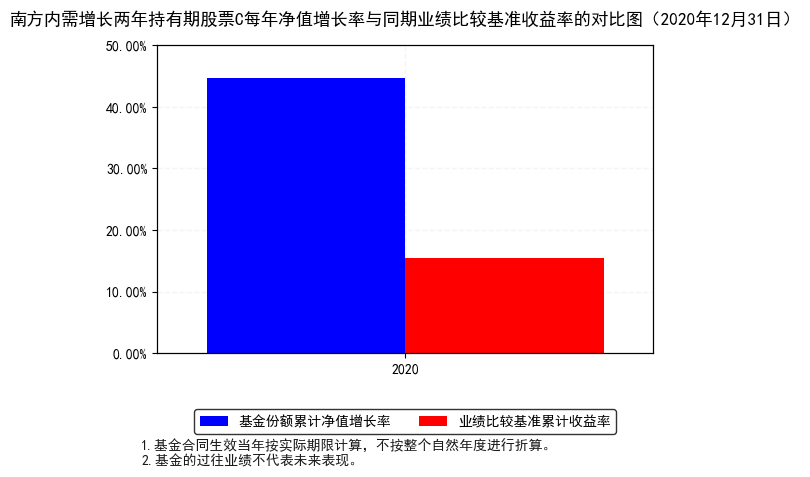 南方内需增长两年持有期股票C每年净值增长率与同期业绩比较基准收益率的对比图（2020年12月31日）
50.00%
40.00%
30.00%
20.00%
10.00%
0.00%
2020
基金份额累计净值增长率 业绩比较基准累计收益率
1.基金合同生效当年按实际期限计算，不按整个自然年度进行折算。
2.基金的过往业绩不代表未来表现。